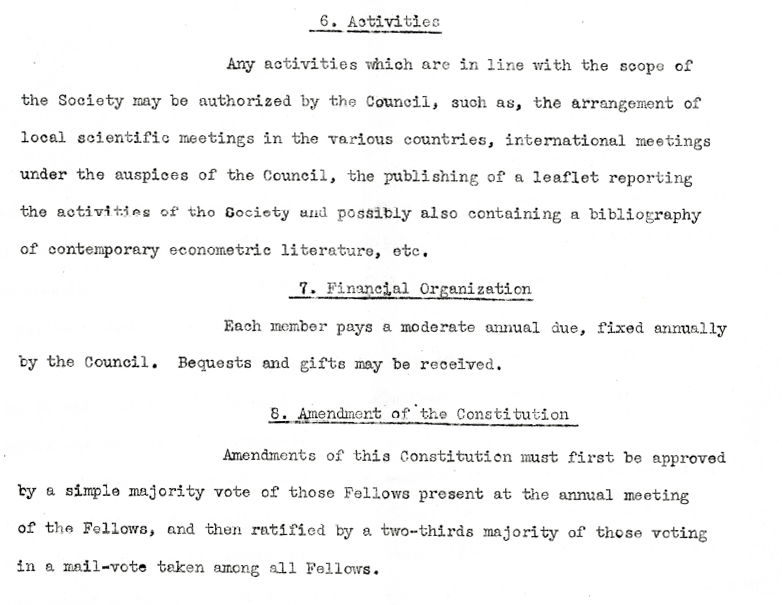 6. Activities
Any activities which are in line with the scope of
the Society may be authorized by the Council, such as, the arrangement of
local scientific meetings in the various countries, international meetings
under the auspices of the Council, the publishing of a leaflet reporting
the activities of tho Society and possibly also containing a bibliography
of contemporary econometric literature, etc.
7. Financial Organization
Each member pays a moderate annual due, fixed annually
by the Council. Bequests and gifts may be received.
8. Amendment of the Constitution
Amendments of this Constitution must first be approved
by a simple majority vote of those Fellows present at the annual meeting
of the Fellows, and then ratified by a two-thirds majority of those voting
in a mail-vote taken among all Fellows.